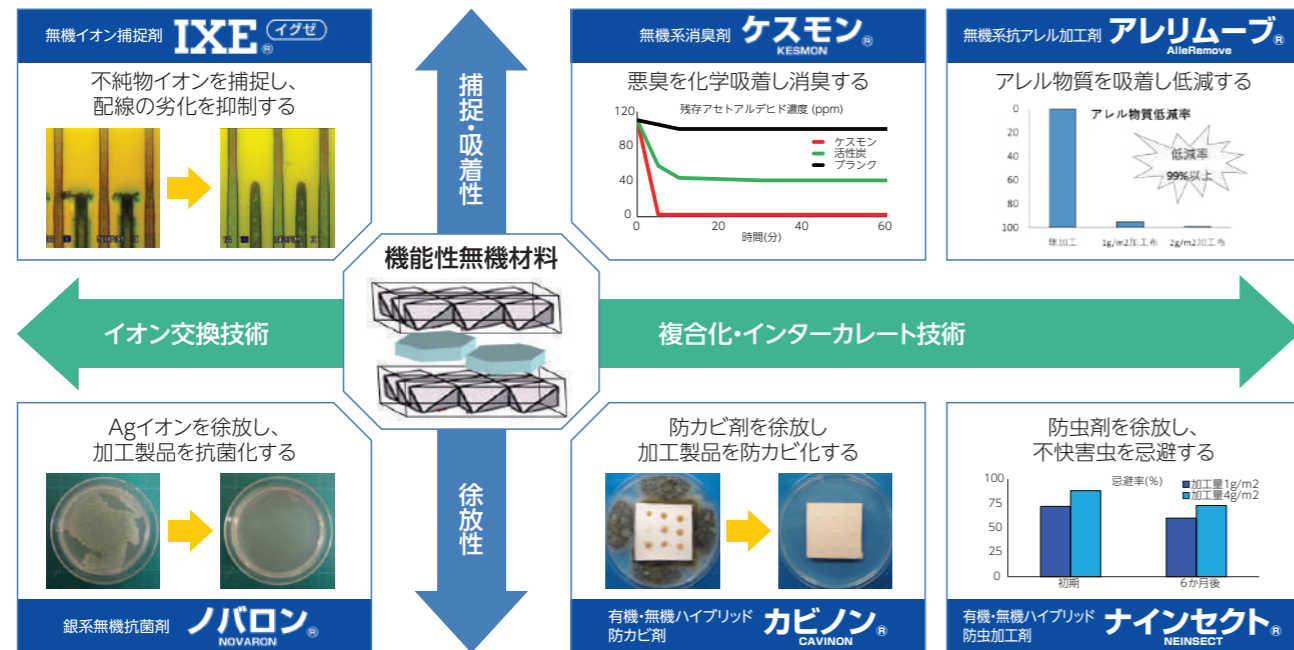 無機イオン捕捉剤 IXE® イグゼ
不純物イオンを捕捉し、
配線の劣化を抑制する
捕捉・吸着性
無機系消臭剤 ケスモン®
KESMON
悪臭を化学吸着し消臭する
残存アセトアルデヒド濃度 (ppm)
120
80
40
0
ケスモン
活性炭
ブランク
0 20 40 60
時間(分)
無機系抗アレル加工剤 アレリムーブ®
AlleRemove
アレル物質を吸着し低減する
アレル物質低減率
0
20
40
60
80
100
低減率
99%以上
無加工 1g/m2加工布 2g/m2加工布
機能性無機材料
イオン交換技術
複合化・インターカレート技術
Agイオンを徐放し、
加工製品を抗菌化する
銀系無機抗菌剤 ノバロン®
NOVARON
徐放性
防カビ剤を徐放し
加工製品を防カビ化する
有機・無機ハイブリッド
防カビ剤
カビノン®
CAVINON
防虫剤を徐放し、
不快害虫を忌避する
忌避率(%)
加工量1g/m2
加工量4g/m2
100
75
50
25
0
初期 6か月後
有機・無機ハイブリッド
防虫加工剤
ナインセクト®
NEINSECT